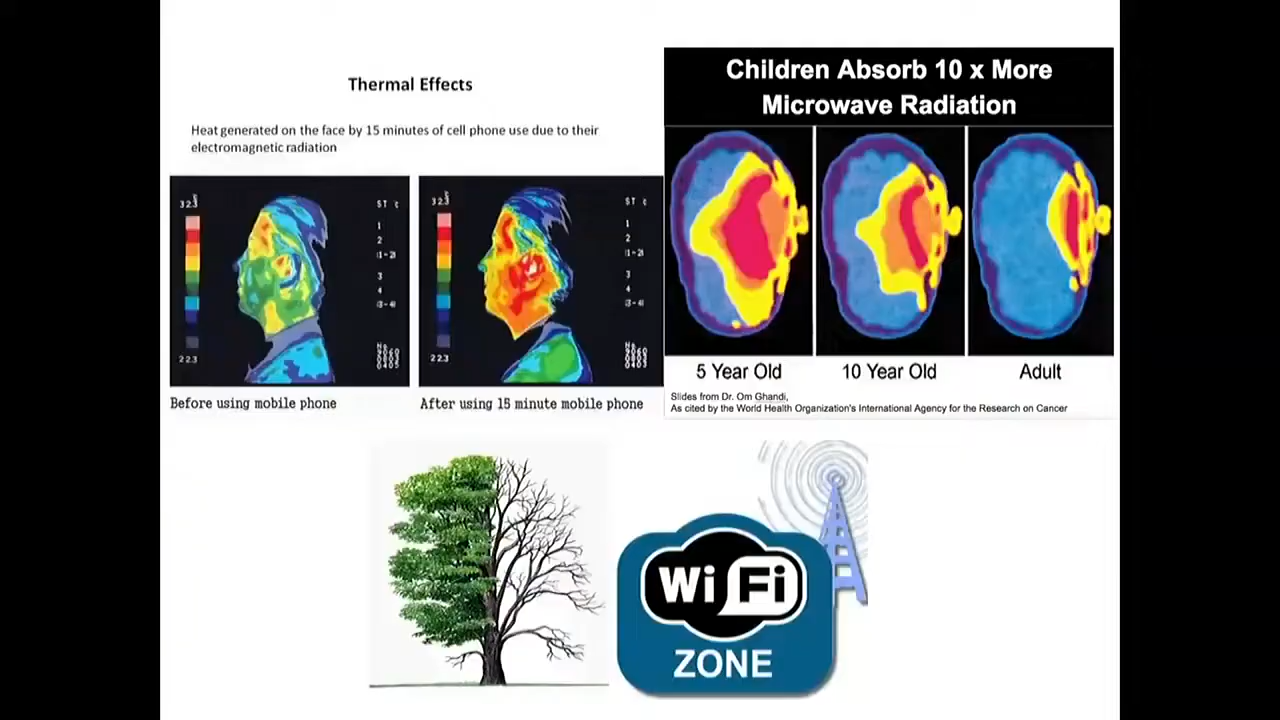 Thermal Effects
Heat generated on the face by 15 minutes of cell phone use due to their
electromagnetic radiation
Before using mobile phone
After using 15 minute mobile phone
Children Absorb 10 x More
Microwave Radiation
5 Year Old
10 Year Old
Adult
Slides from Dr. Om Ghandi,
As cited by the World Health Organization's International Agency for the Research on Cancer
Wi Fi
ZONE